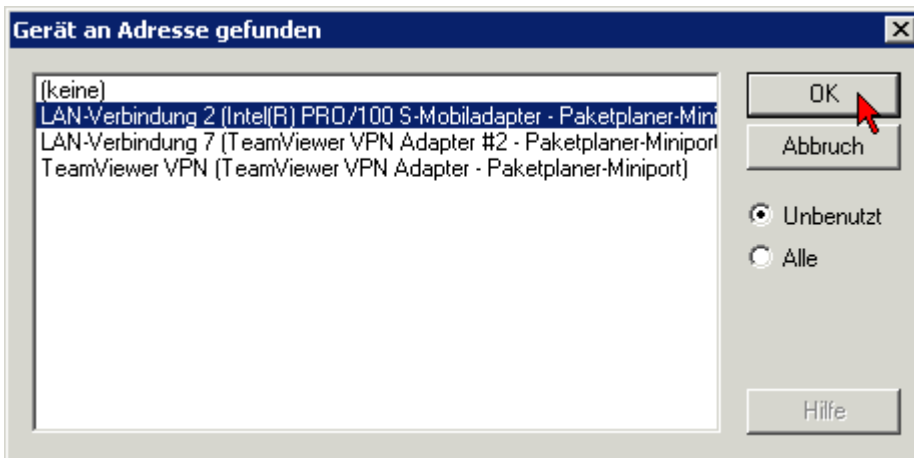 Gerät an Adresse gefunden
(keine)
LAN-Verbindung 2 (Intel(R) PRO/100 S-Mobiladapter - Paketplaner-Mini
LAN-Verbindung 7 (TeamViewer VPN Adapter #2 - Paketplaner-Miniport
TeamViewer VPN (TeamViewer VPN Adapter - Paketplaner-Miniport)
OK
Abbruch
Unbenutzt
Alle
Hilfe